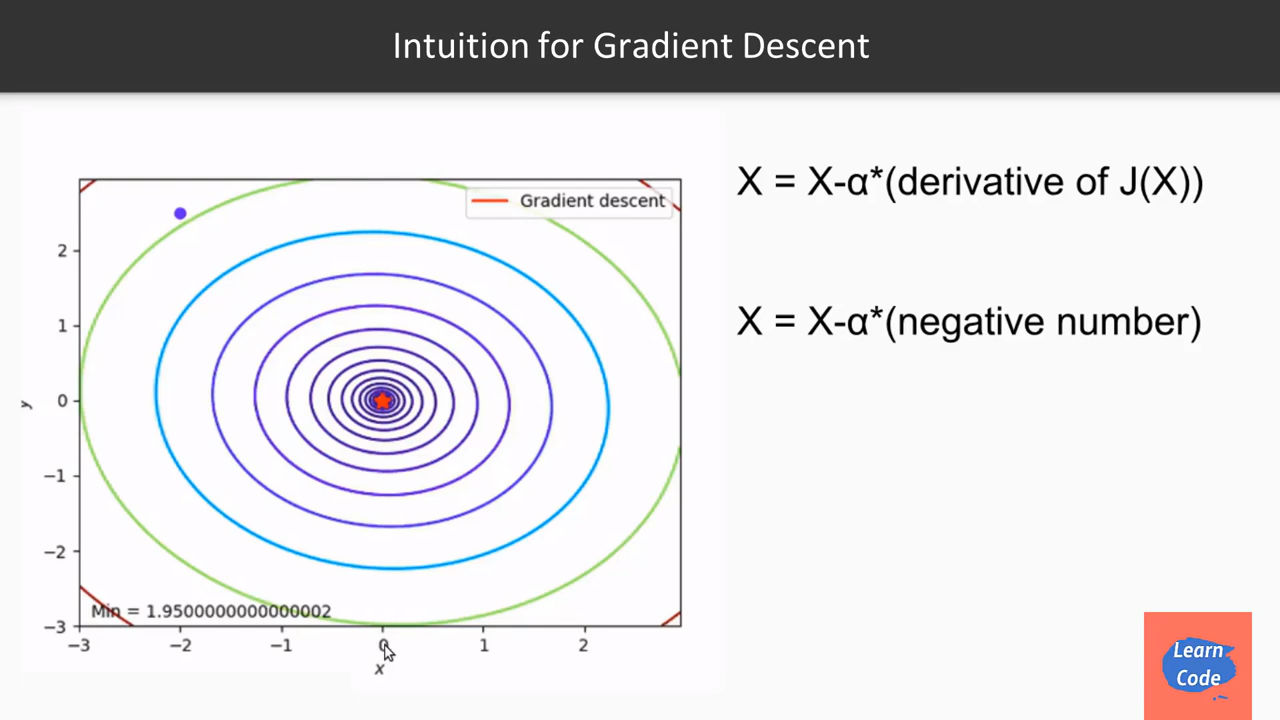 Intuition for Gradient Descent
X = X-α*(derivative of J(X))
X = X-α*(negative number)
Gradient descent
2
1
0
−1
−2
−3
y
Min = 1.9500000000000002
−3 −2 −1 0 1 2
x
Learn
Code